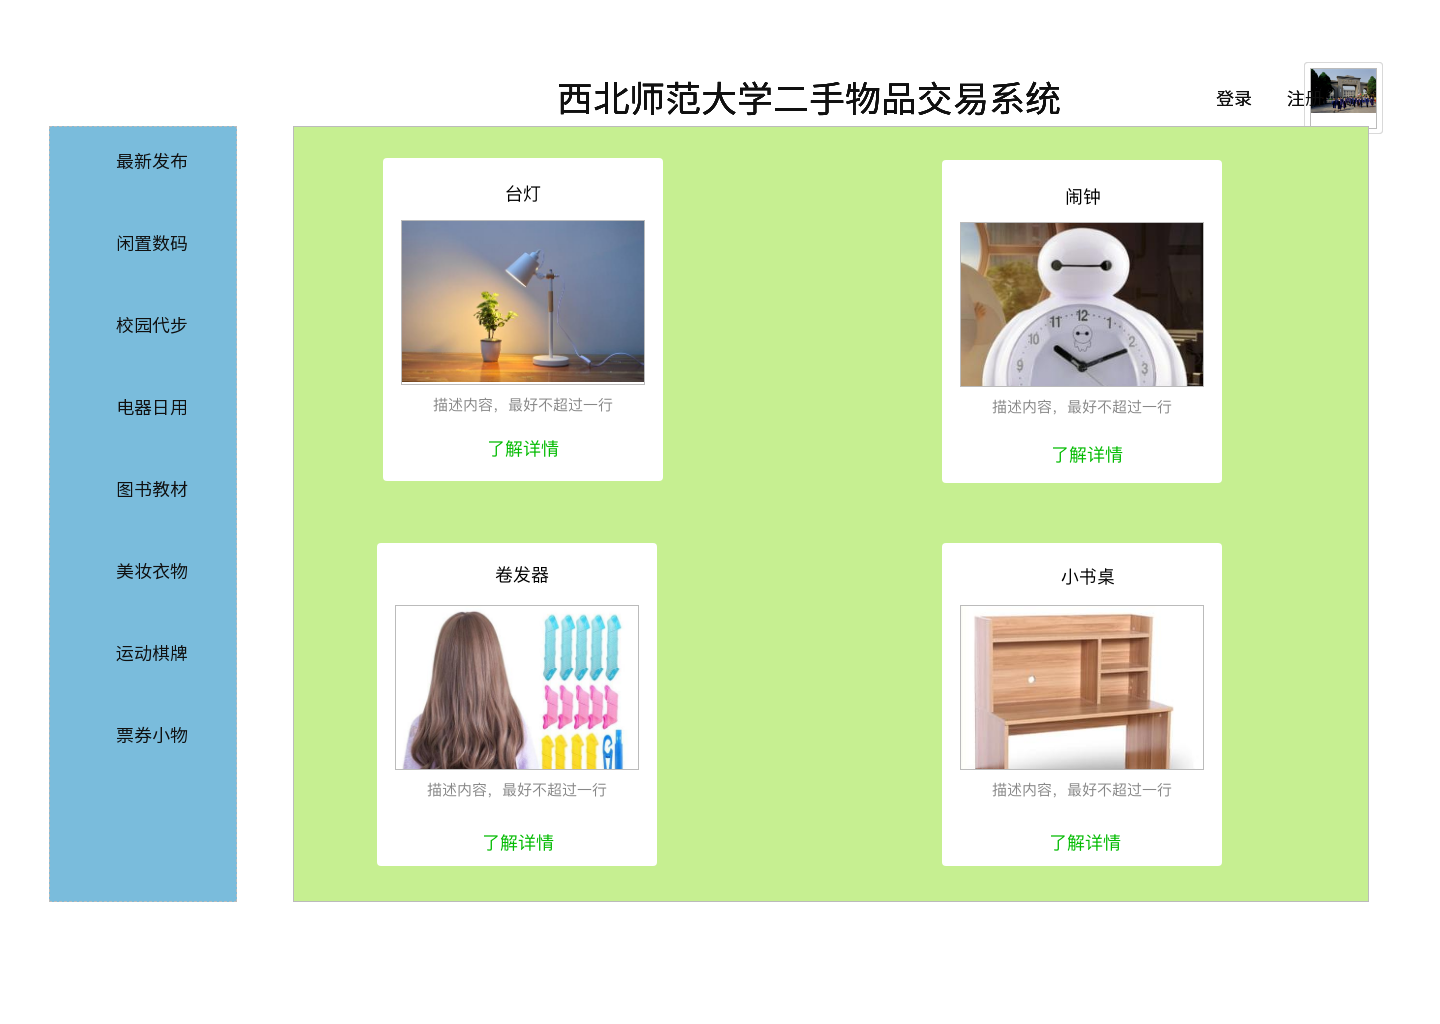 西北师范大学二手物品交易系统
登录
注册
最新发布
闲置数码
校园代步
电器日用
图书教材
美妆衣物
运动棋牌
票券小物
台灯
描述内容，最好不超过一行
了解详情
闹钟
11 12 1
10 2
9 3
描述内容，最好不超过一行
了解详情
卷发器
描述内容，最好不超过一行
了解详情
小书桌
描述内容，最好不超过一行
了解详情